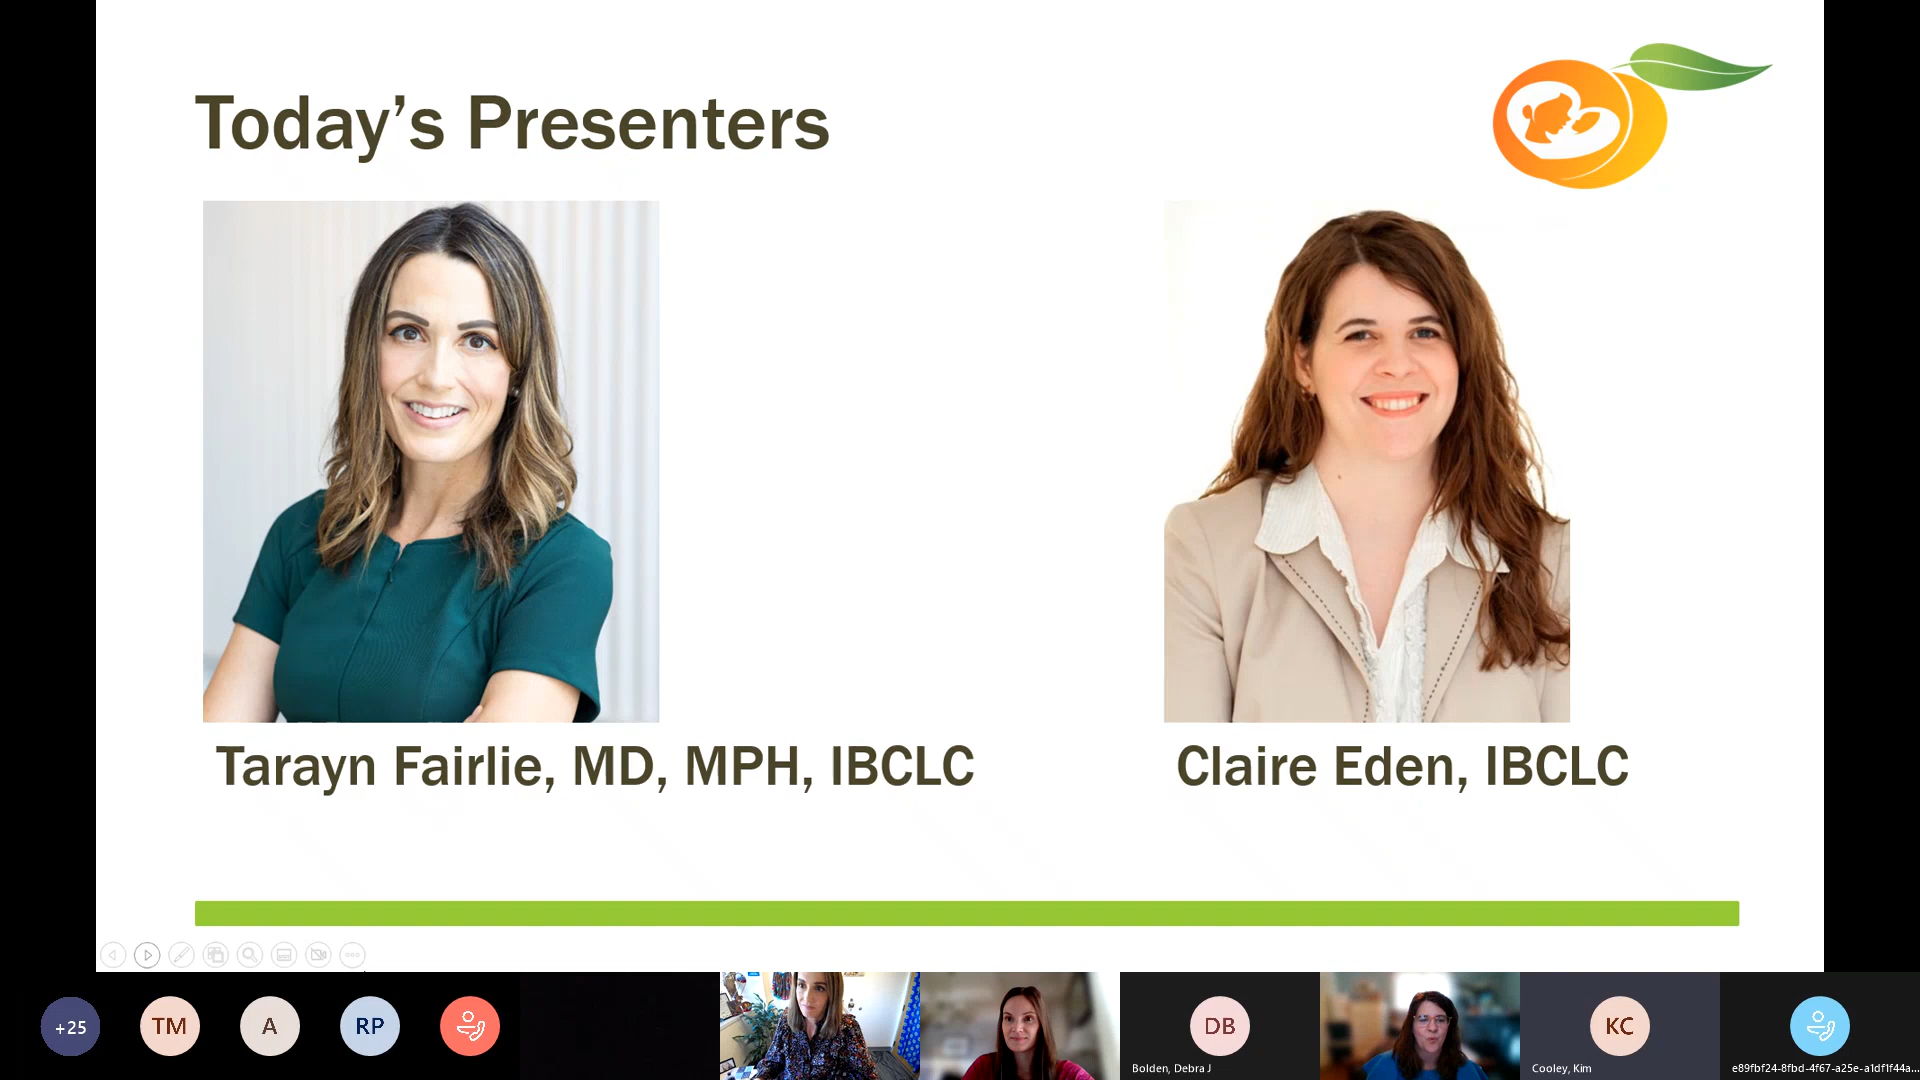 Today’s Presenters
Tarayn Fairlie, MD, MPH, IBCLC
Claire Eden, IBCLC
+25
TM
A
RP
DB
KC
Bolden, Debra J
Cooley, Kim
e89fbf24-8fbd-4f67-a25e-a1df1f44a...